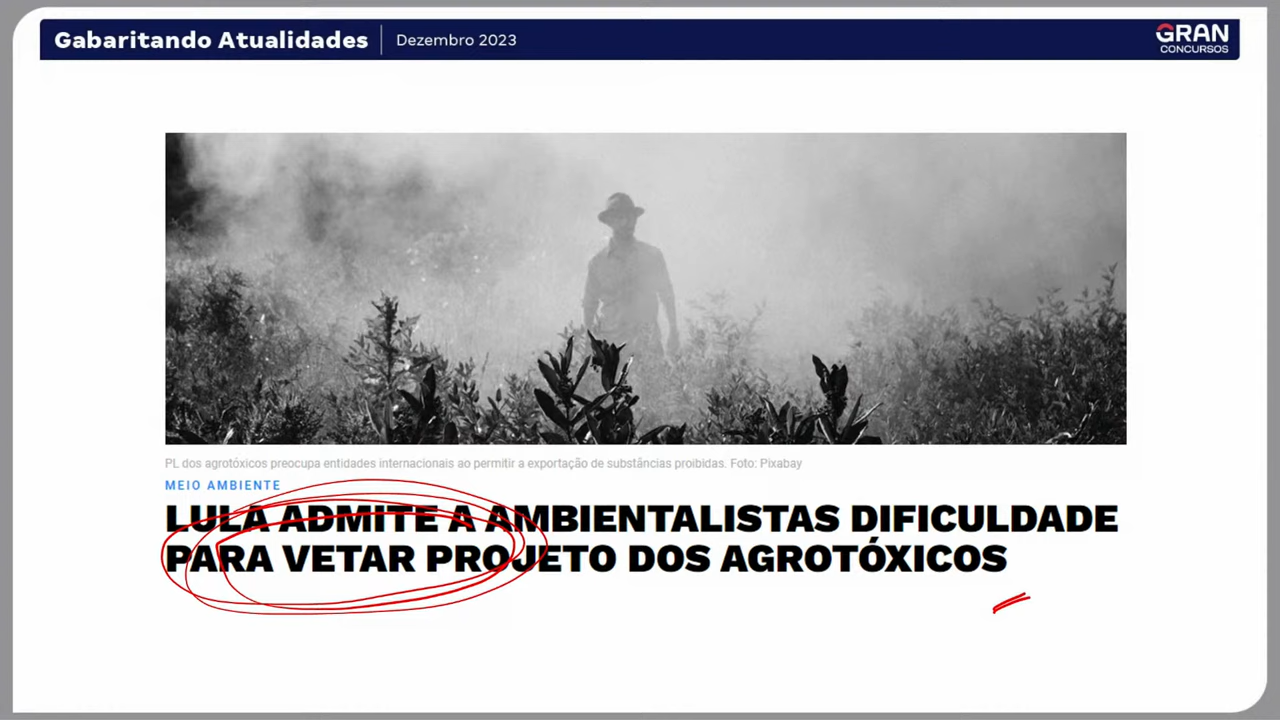 Gabaritando Atualidades
Dezembro 2023
GRAN
CONCURSOS
PL dos agrotóxicos preocupa entidades internacionais ao permitir a exportação de substâncias proibidas. Foto: Pixabay
MEIO AMBIENTE
LULA ADMITE A AMBIENTALISTAS DIFICULDADE
PARA VETAR PROJETO DOS AGROTÓXICOS